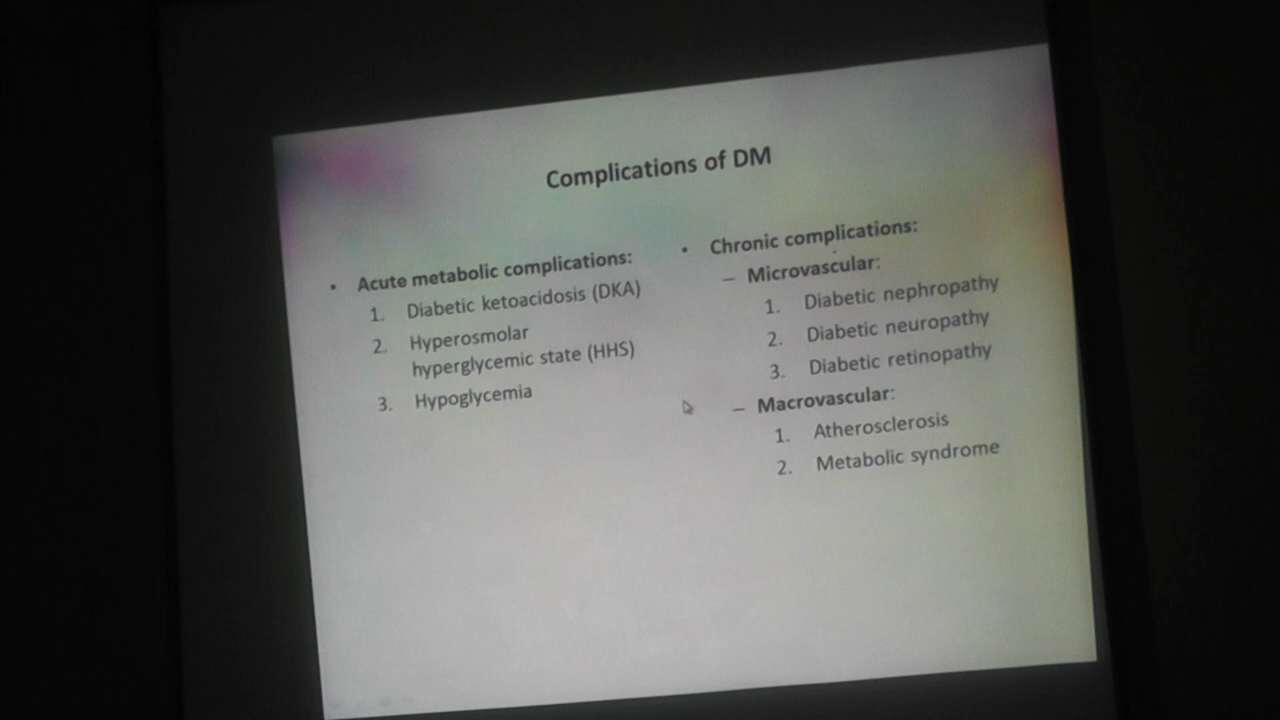 Complications of DM
• Acute metabolic complications:
1. Diabetic ketoacidosis (DKA)
2. Hyperosmolar
hyperglycemic state (HHS)
3. Hypoglycemia
• Chronic complications:
– Microvascular:
1. Diabetic nephropathy
2. Diabetic neuropathy
3. Diabetic retinopathy
– Macrovascular:
1. Atherosclerosis
2. Metabolic syndrome